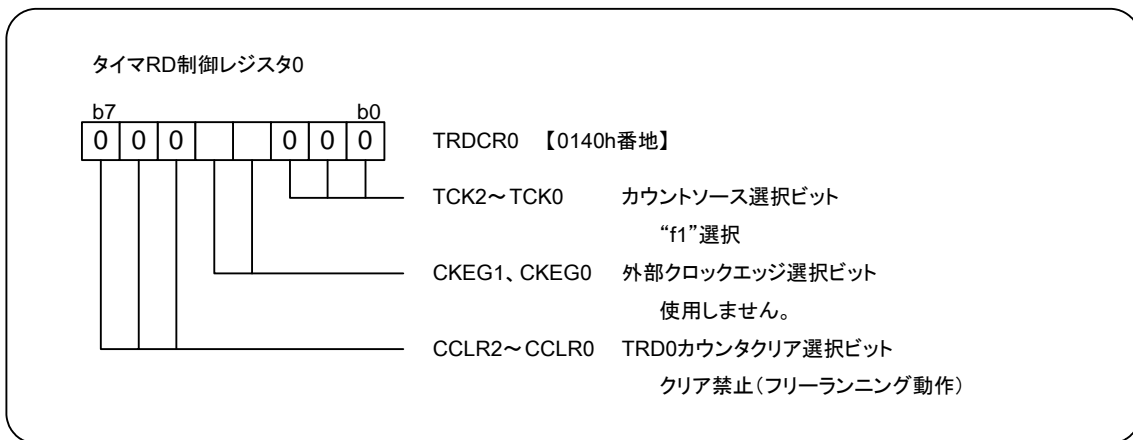 タイマRD制御レジスタ0
b7 b0
0 0 0 0 0 0 TRDCR0 【0140h番地】
TCK2～TCK0 カウントソース選択ビット
“f1”選択
CKEG1、CKEG0 外部クロックエッジ選択ビット
使用しません。
CCLR2～CCLR0 TRD0カウンタクリア選択ビット
クリア禁止（フリーランニング動作）